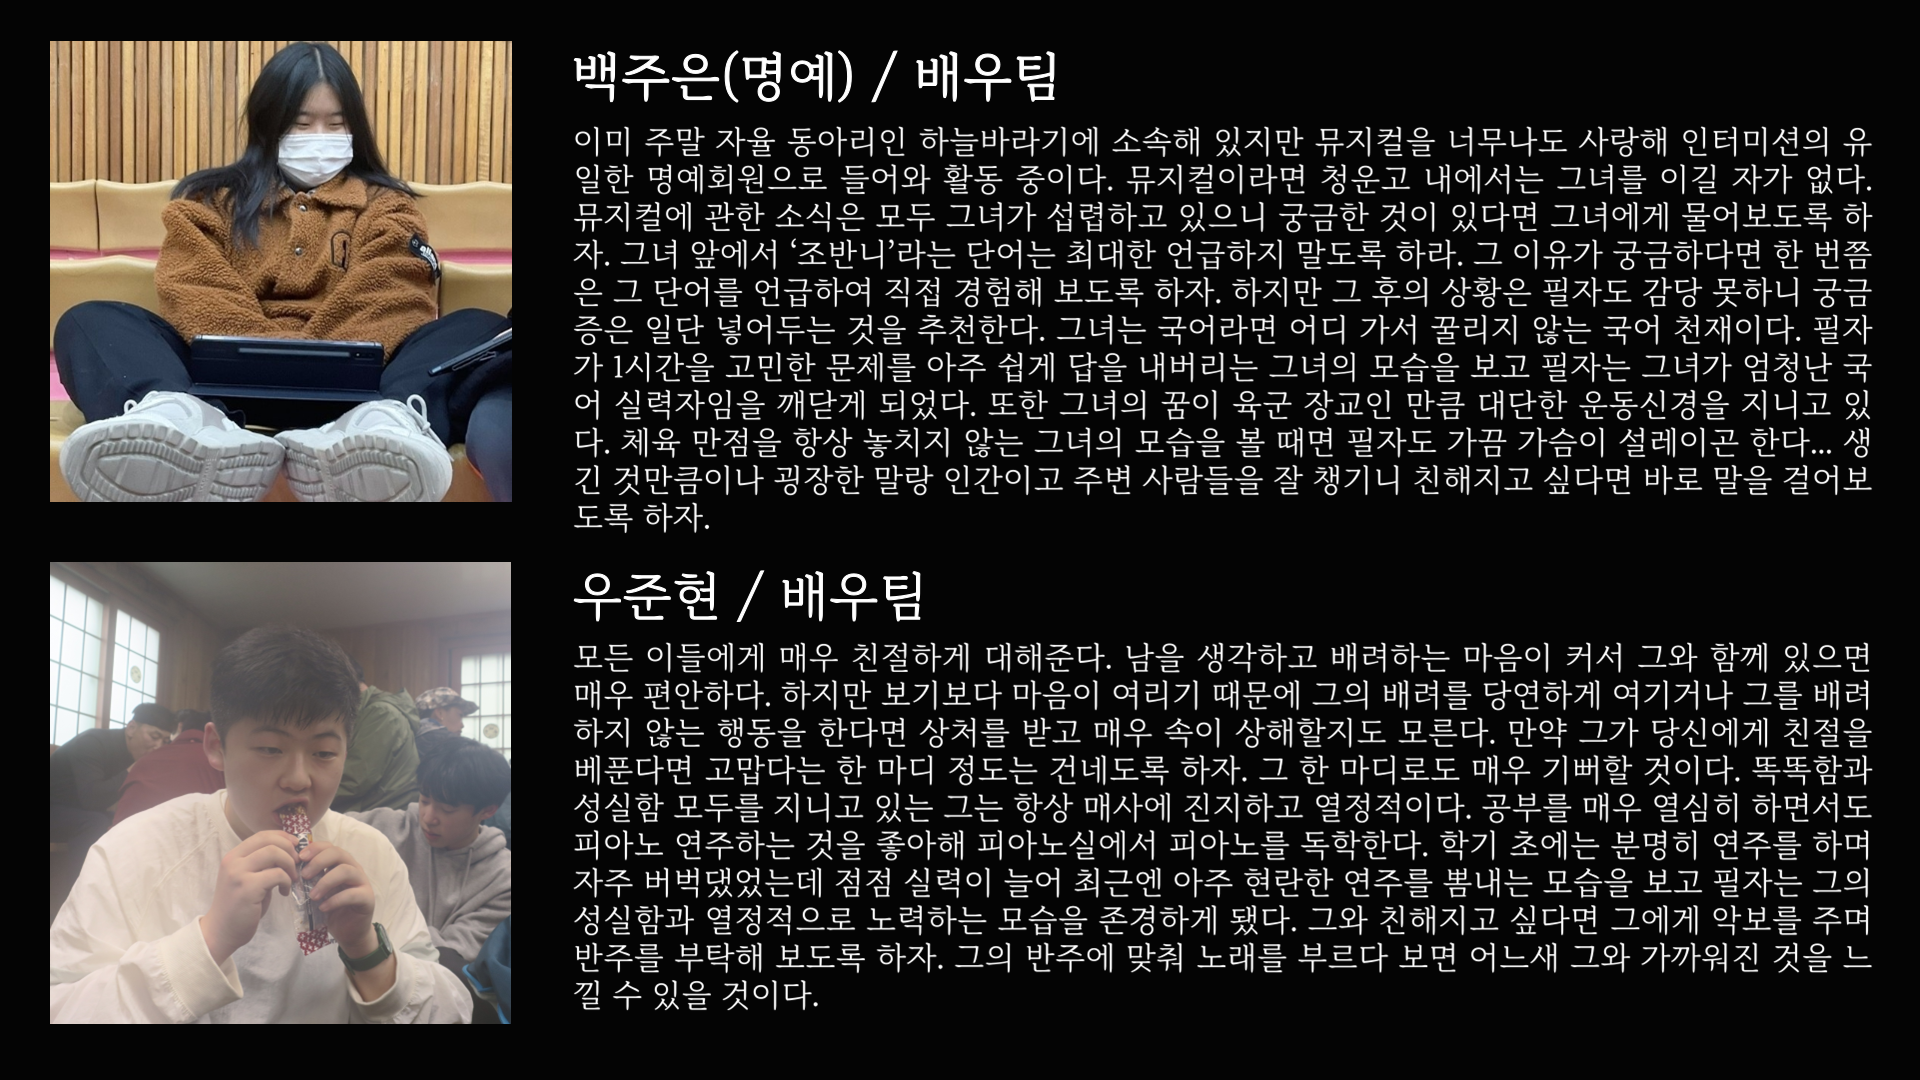 백주은(명예) / 배우팀
이미 주말 자율 동아리인 하늘바라기에 소속해 있지만 뮤지컬을 너무나도 사랑해 인터미션의 유
일한 명예회원으로 들어와 활동 중이다. 뮤지컬이라면 청운고 내에서는 그녀를 이길 자가 없다.
뮤지컬에 관한 소식은 모두 그녀가 섭렵하고 있으니 궁금한 것이 있다면 그녀에게 물어보도록 하
자. 그녀 앞에서 ‘조반니’라는 단어는 최대한 언급하지 말도록 하라. 그 이유가 궁금하다면 한 번쯤
은 그 단어를 언급하여 직접 경험해 보도록 하자. 하지만 그 후의 상황은 필자도 감당 못하니 궁금
증은 일단 넣어두는 것을 추천한다. 그녀는 국어라면 어디 가서 꿀리지 않는 국어 천재이다. 필자
가 1시간을 고민한 문제를 아주 쉽게 답을 내버리는 그녀의 모습을 보고 필자는 그녀가 엄청난 국
어 실력자임을 깨닫게 되었다. 또한 그녀의 꿈이 육군 장교인 만큼 대단한 운동신경을 지니고 있
다. 체육 만점을 항상 놓치지 않는 그녀의 모습을 볼 때면 필자도 가끔 가슴이 설레이곤 한다... 생
긴 것만큼이나 굉장한 말랑 인간이고 주변 사람들을 잘 챙기니 친해지고 싶다면 바로 말을 걸어보
도록 하자.
우준현 / 배우팀
모든 이들에게 매우 친절하게 대해준다. 남을 생각하고 배려하는 마음이 커서 그와 함께 있으면
매우 편안하다. 하지만 보기보다 마음이 여리기 때문에 그의 배려를 당연하게 여기거나 그를 배려
하지 않는 행동을 한다면 상처를 받고 매우 속이 상해할지도 모른다. 만약 그가 당신에게 친절을
베푼다면 고맙다는 한 마디 정도는 건네도록 하자. 그 한 마디로도 매우 기뻐할 것이다. 똑똑함과
성실함 모두를 지니고 있는 그는 항상 매사에 진지하고 열정적이다. 공부를 매우 열심히 하면서도
피아노 연주하는 것을 좋아해 피아노실에서 피아노를 독학한다. 학기 초에는 분명히 연주를 하며
자주 버벅댔었는데 점점 실력이 늘어 최근엔 아주 현란한 연주를 뽐내는 모습을 보고 필자는 그의
성실함과 열정적으로 노력하는 모습을 존경하게 됐다. 그와 친해지고 싶다면 그에게 악보를 주며
반주를 부탁해 보도록 하자. 그의 반주에 맞춰 노래를 부르다 보면 어느새 그와 가까워진 것을 느
낄 수 있을 것이다.